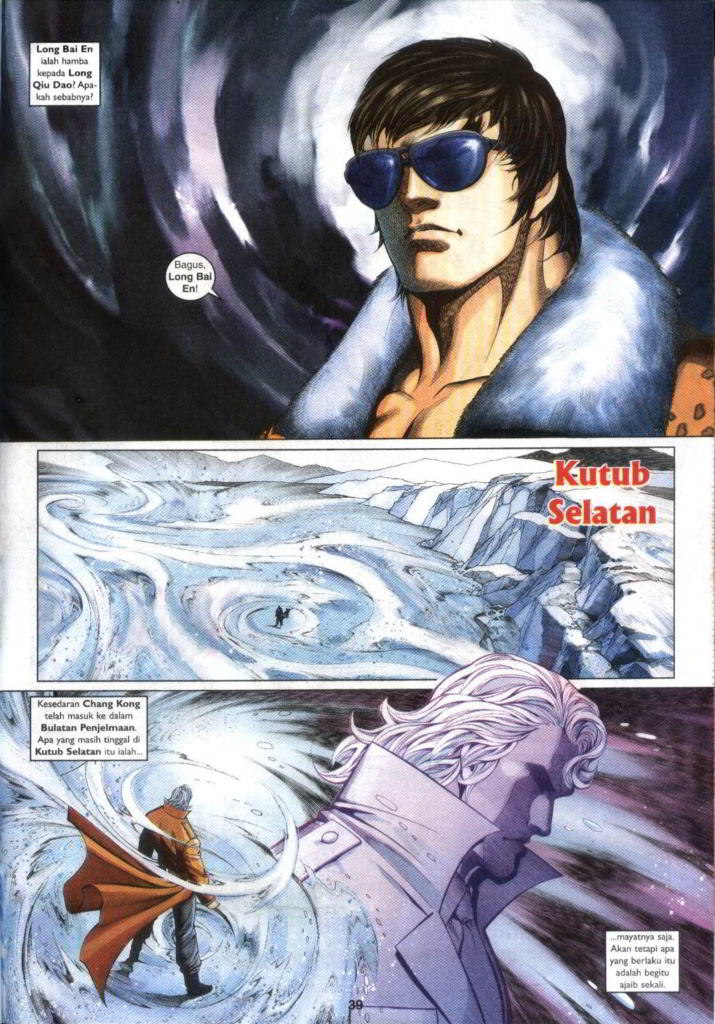 Long Bai En
ialah hamba
kepada Long
Qiu Dao? Apa-
kah sebabnya?
Bagus,
Long Bai
En!
Kutub
Selatan
Kesedaran Chang Kong
telah masuk ke dalam
Bulatan Penjelmaan.
Apa yang masih tinggal di
Kutub Selatan itu ialah...
...mayatnya saja.
Akan tetapi apa
yang berlaku itu
adalah begitu
ajaib sekali.
39